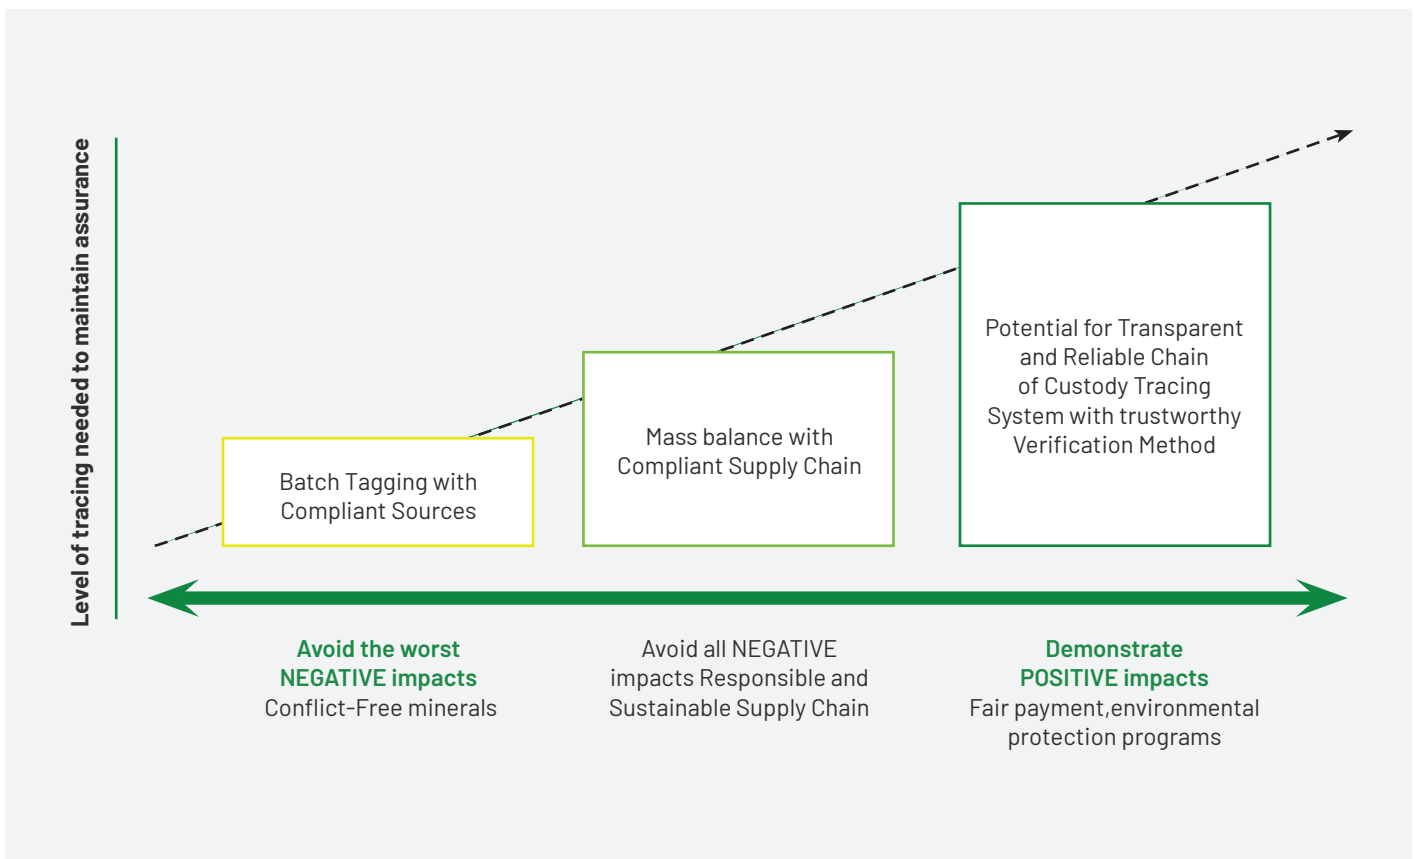 Level of tracing needed to maintain assurance
Batch Tagging with
Compliant Sources
Mass balance with
Compliant Supply Chain
Potential for Transparent
and Reliable Chain
of Custody Tracing
System with trustworthy
Verification Method
Avoid the worst
NEGATIVE impacts
Conflict-Free minerals
Avoid all NEGATIVE
impacts Responsible and
Sustainable Supply Chain
Demonstrate
POSITIVE impacts
Fair payment,environmental
protection programs